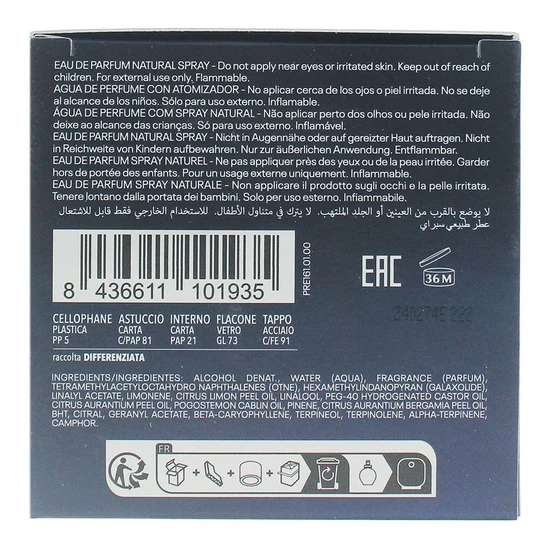 EAU DE PARFUM NATURAL SPRAY - Do not apply near eyes or irritated skin. Keep out of reach of
children. For external use only, Flammable.
AGUA DE PERFUME CON ATOMIZADOR - No aplicar cerca de los ojos o piel irritada. No se deje
al alcance de los niños. Sólo para uso externo. Inflamable.
ÁGUA DE PERFUME COM SPRAY NATURAL - No aplicar perto dos olhos ou pele irritada. Não
deixe ao alcance das crianças. Só para uso externo. Inflamável.
EAU DE PARFUM NATURAL SPRAY - Nicht in Augennähe oder auf gereizter Haut auftragen. Nicht
in Reichweite von Kindern aufbewahren. Nur zur äußerlichen Anwendung. Entflammbar.
EAU DE PARFUM SPRAY NATUREL - Ne pas appliquer près des yeux ou de la peau irritée. Garder
hors de portée des enfants. Pour un usage externe uniquement. Inflammable.
EAU DE PARFUM SPRAY NATURALE - Non applicare il prodotto sugli occhi e la pelle irritata.
Tenere lontano dalla portata dei bambini. Solo per uso esterno. Infiammabile.
لا يوضع بالقرب من العينين أو الجلد الملتهب. لا يترك في متناول الأطفال. للاستخدام الخارجي فقط قابل للاشتعال
عطر طبيعي سبراي
8 436611 101935
PRE161.01.00
EAC
36M
240274E 222
CELLOPHANE ASTUCCIO INTERNO FLACONE TAPPO
PLASTICA CARTA CARTA VETRO ACCIAIO
PP 5 C/PAP 81 PAP 21 GL 73 C/FE 91
raccolta DIFFERENZIATA
INGREDIENTS/INGREDIENTES: ALCOHOL DENAT., WATER (AQUA), FRAGRANCE (PARFUM),
TETRAMETHYLACETYLOCTAHYDRO NAPHTHALENES (OTNE), HEXAMETHYLINDANOPYRAN (GALAXOLIDE),
LINALYL ACETATE, LIMONENE, CITRUS LIMON PEEL OIL, LINALOOL, PEG-40 HYDROGENATED CASTOR OIL,
CITRUS AURANTIUM PEEL OIL, POGOSTEMON CABLIN OIL, PINENE, CITRUS AURANTIUM BERGAMIA PEEL OIL,
BHT, CITRAL, GERANYL ACETATE, BETA-CARYOPHYLLENE, TERPINEOL, TERPINOLENE, ALPHA-TERPINENE,
CAMPHOR.
FR